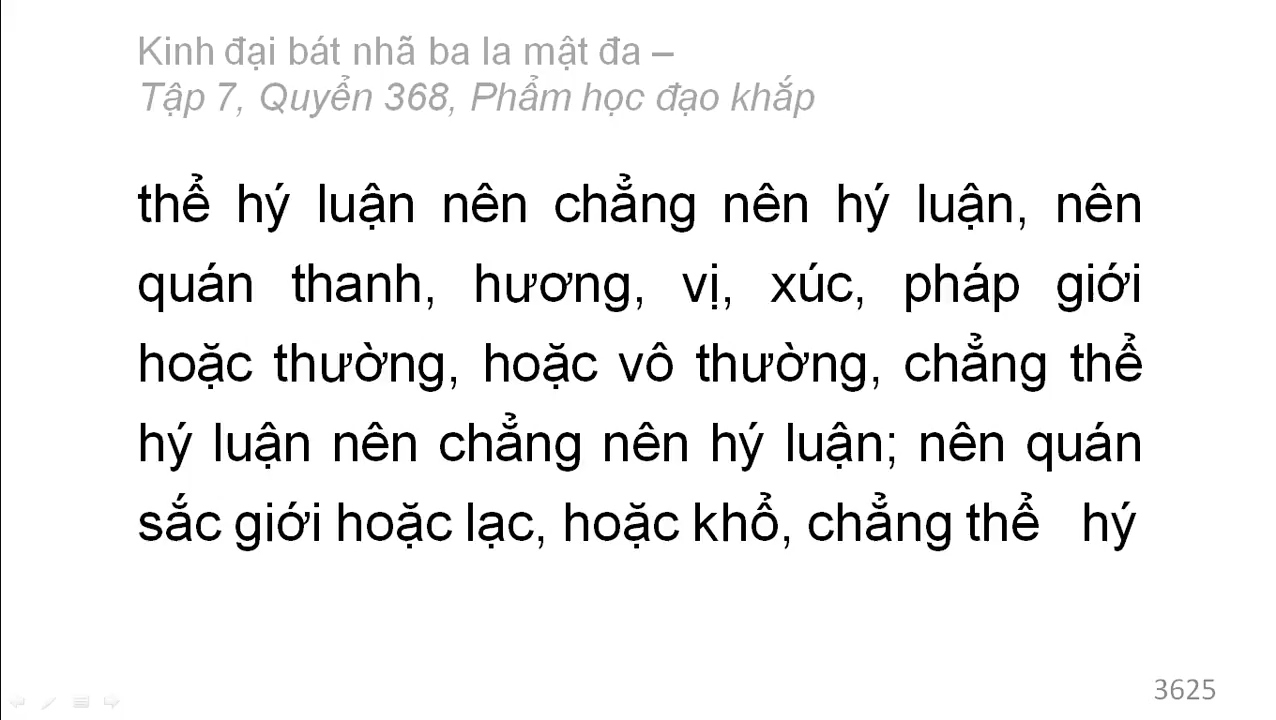 Kinh đại bát nhã ba la mật đa –
Tập 7, Quyển 368, Phẩm học đạo khắp
thể hý luận nên chẳng nên hý luận, nên
quán thanh, hương, vị, xúc, pháp giới
hoặc thường, hoặc vô thường, chẳng thể
hý luận nên chẳng nên hý luận; nên quán
sắc giới hoặc lạc, hoặc khổ, chẳng thể hý
3625